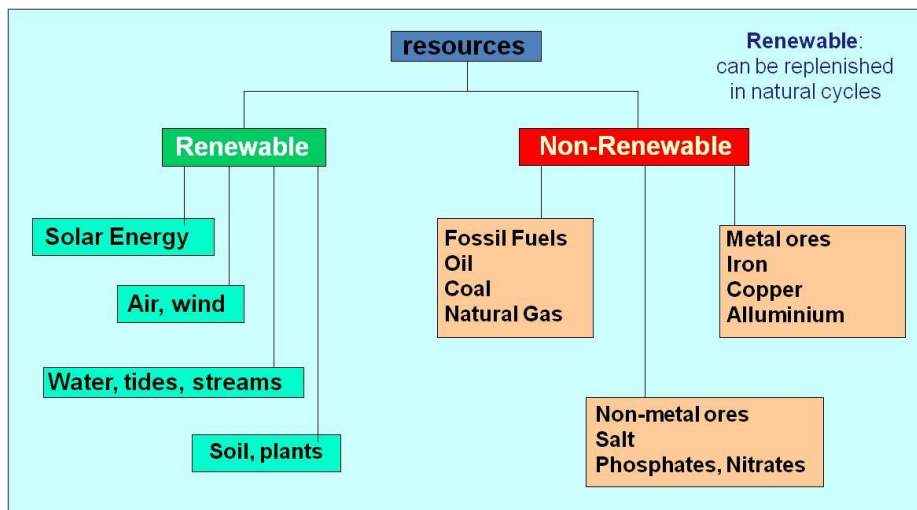 resources
Renewable:
can be replenished
in natural cycles
Renewable
Non-Renewable
Solar Energy
Air, wind
Water, tides, streams
Soil, plants
Fossil Fuels
Oil
Coal
Natural Gas
Metal ores
Iron
Copper
Alluminium
Non-metal ores
Salt
Phosphates, Nitrates